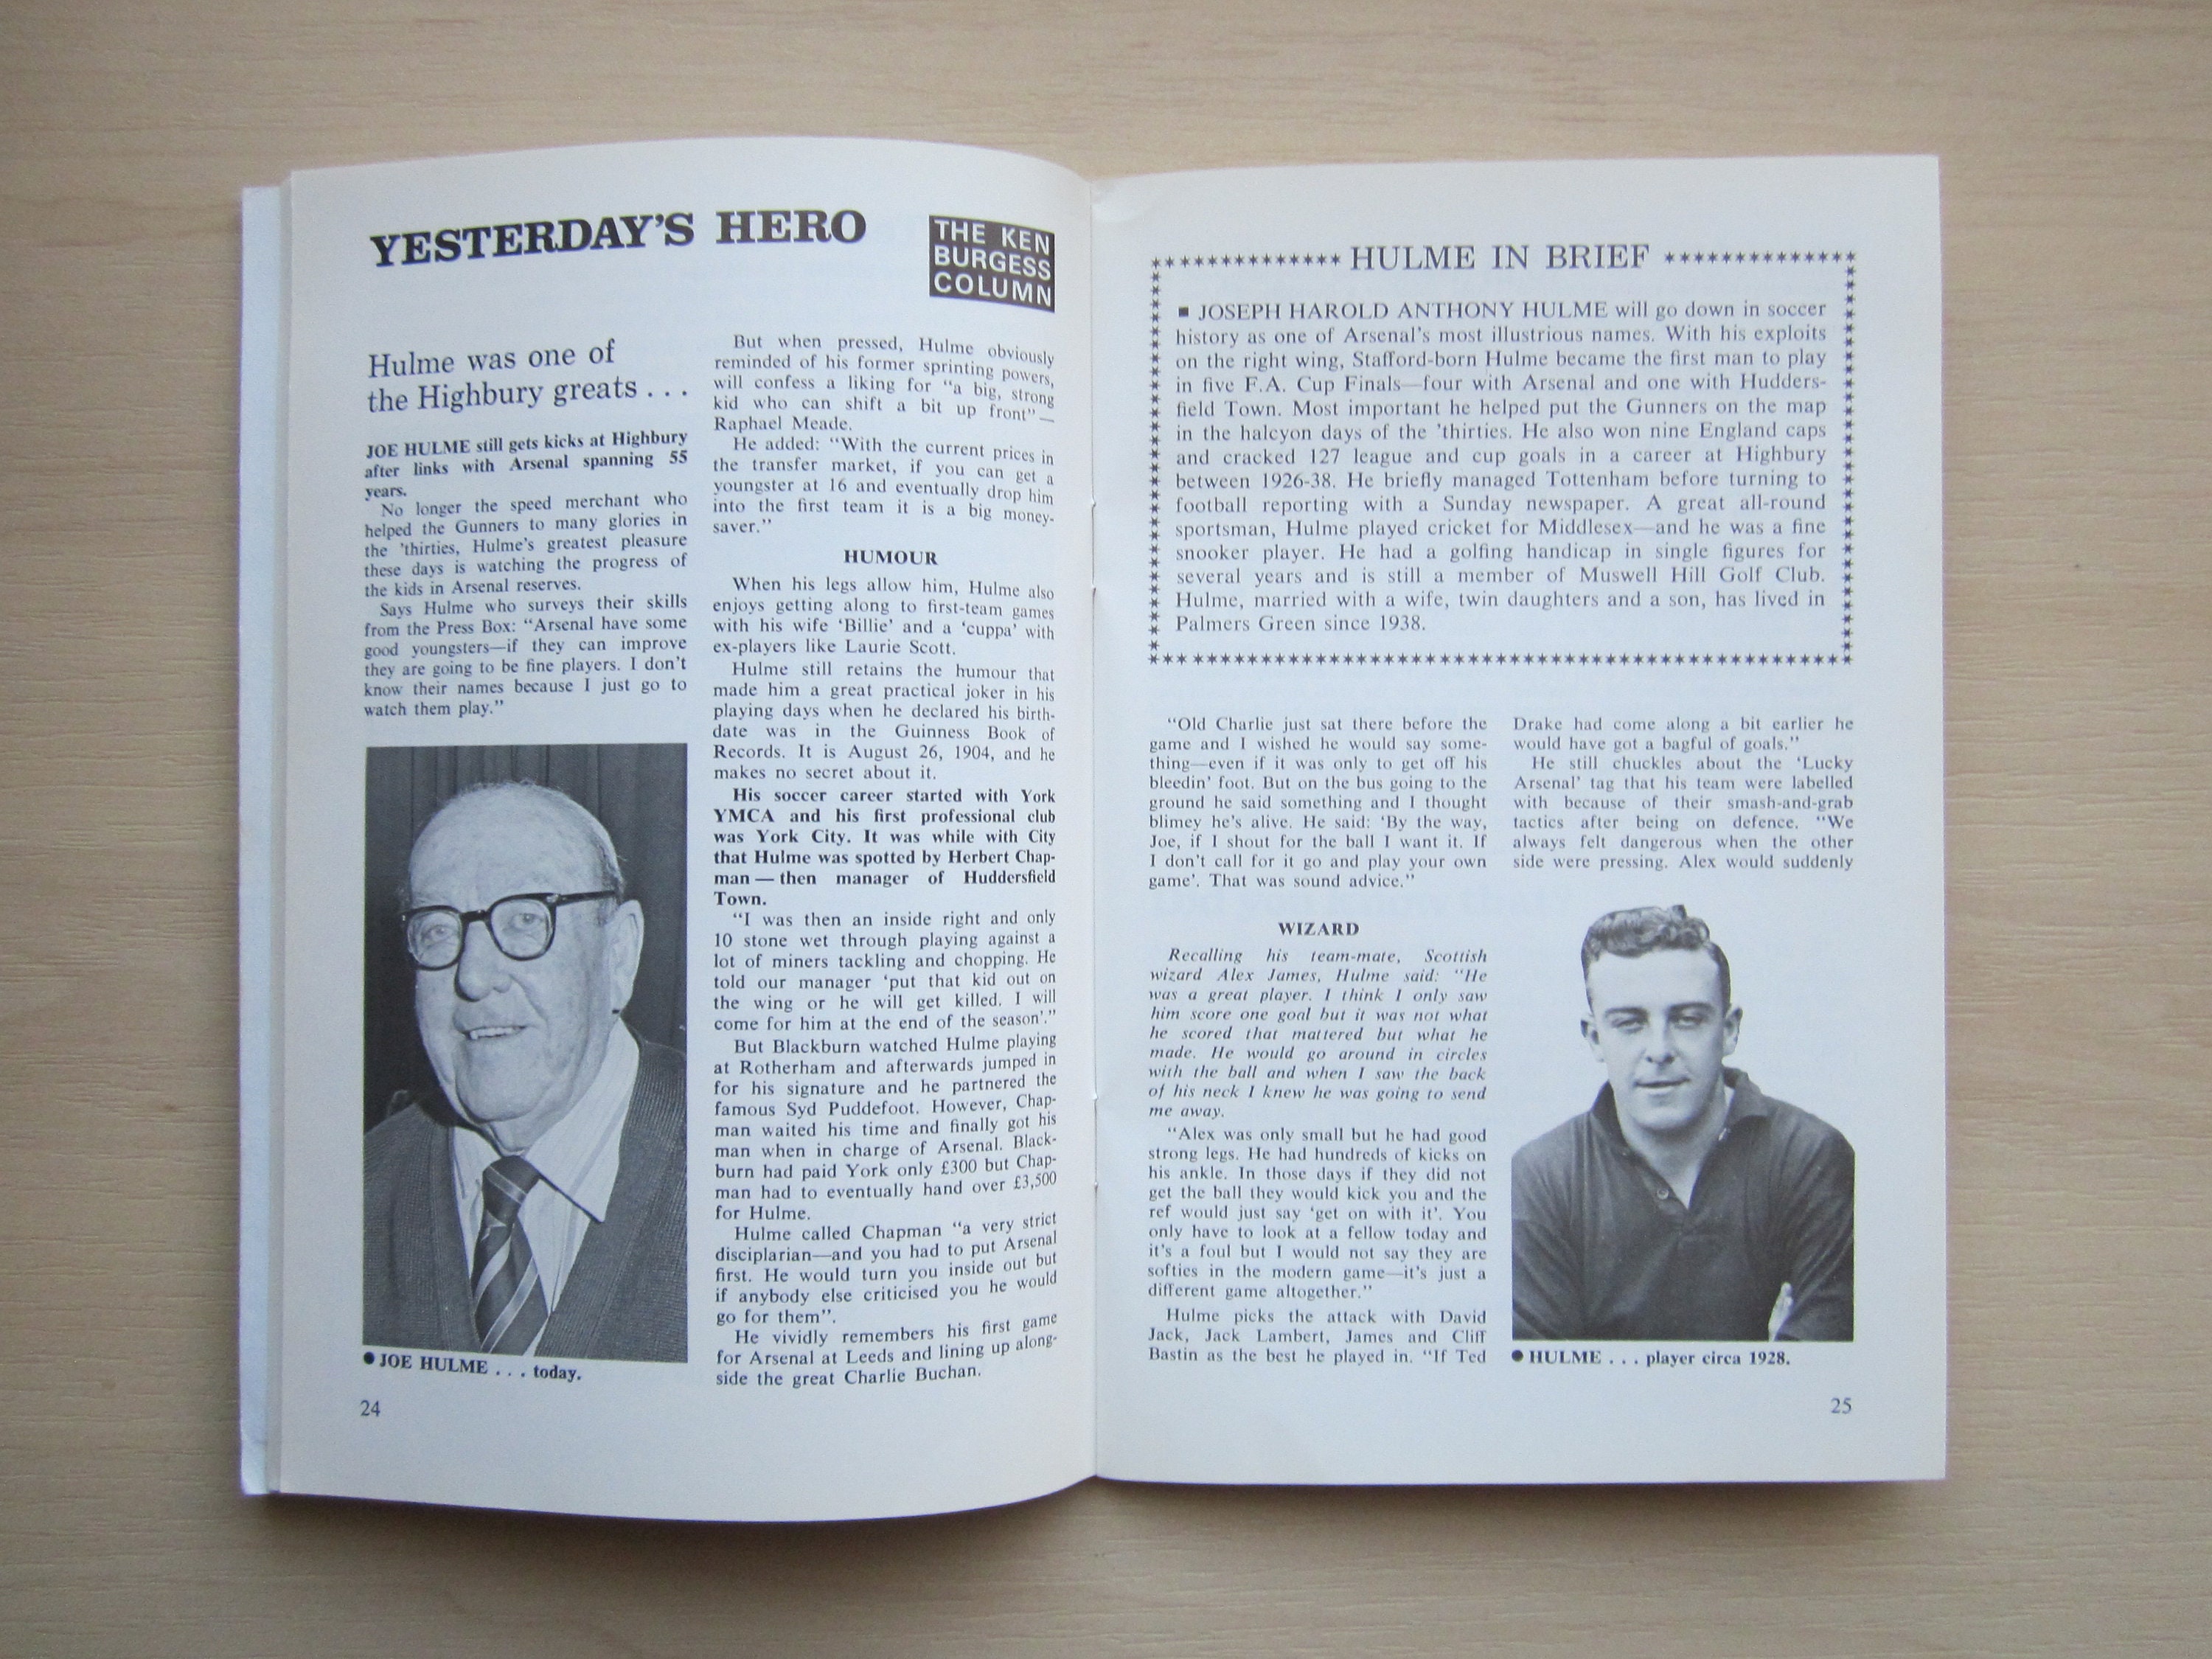 YESTERDAY'S HERO
THE KEN
BURGESS
COLUMN
Hulme was one of
the Highbury greats . . .
JOE HULME still gets kicks at Highbury
after links with Arsenal spanning 55
years.
No longer the speed merchant who
helped the Gunners to many glories in
the 'thirties, Hulme's greatest pleasure
these days is watching the progress of
the kids in Arsenal reserves.
Says Hulme who surveys their skills
from the Press Box: "Arsenal have some
good youngsters—if they can improve
they are going to be fine players. I don't
know their names because I just go to
watch them play."
● JOE HULME . . . today.
24
But when pressed, Hulme obviously
reminded of his former sprinting powers,
will confess a liking for "a big, strong
kid who can shift a bit up front"—
Raphael Meade.
He added: "With the current prices in
the transfer market, if you can get a
youngster at 16 and eventually drop him
into the first team it is a big money-
saver."
HUMOUR
When his legs allow him, Hulme also
enjoys getting along to first-team games
with his wife 'Billie' and a 'cuppa' with
ex-players like Laurie Scott.
Hulme still retains the humour that
made him a great practical joker in his
playing days when he declared his birth-
date was in the Guinness Book of
Records. It is August 26, 1904, and he
makes no secret about it.
His soccer career started with York
YMCA and his first professional club
was York City. It was while with City
that Hulme was spotted by Herbert Chap-
man — then manager of Huddersfield
Town.
"I was then an inside right and only
10 stone wet through playing against a
lot of miners tackling and chopping. He
told our manager 'put that kid out on
the wing or he will get killed. I will
come for him at the end of the season'."
But Blackburn watched Hulme playing
at Rotherham and afterwards jumped in
for his signature and he partnered the
famous Syd Puddefoot. However, Chap-
man waited his time and finally got his
man when in charge of Arsenal. Black-
burn had paid York only £300 but Chap-
man had to eventually hand over £3,500
for Hulme.
Hulme called Chapman "a very strict
disciplarian—and you had to put Arsenal
first. He would turn you inside out but
if anybody else criticised you he would
go for them".
He vividly remembers his first game
for Arsenal at Leeds and lining up along-
side the great Charlie Buchan.
HULME IN BRIEF
■ JOSEPH HAROLD ANTHONY HULME will go down in soccer
history as one of Arsenal's most illustrious names. With his exploits
on the right wing, Stafford-born Hulme became the first man to play
in five F.A. Cup Finals—four with Arsenal and one with Hudders-
field Town. Most important he helped put the Gunners on the map
in the halcyon days of the 'thirties. He also won nine England caps
and cracked 127 league and cup goals in a career at Highbury
between 1926-38. He briefly managed Tottenham before turning to
football reporting with a Sunday newspaper. A great all-round
sportsman, Hulme played cricket for Middlesex—and he was a fine
snooker player. He had a golfing handicap in single figures for
several years and is still a member of Muswell Hill Golf Club.
Hulme, married with a wife, twin daughters and a son, has lived in
Palmers Green since 1938.
"Old Charlie just sat there before the
game and I wished he would say some-
thing—even if it was only to get off his
bleedin' foot. But on the bus going to the
ground he said something and I thought
blimey he's alive. He said: 'By the way,
Joe, if I shout for the ball I want it. If
I don't call for it go and play your own
game'. That was sound advice."
WIZARD
Recalling his team-mate, Scottish
wizard Alex James, Hulme said: "He
was a great player. I think I only saw
him score one goal but it was not what
he scored that mattered but what he
made. He would go around in circles
with the ball and when I saw the back
of his neck I knew he was going to send
me away.
"Alex was only small but he had good
strong legs. He had hundreds of kicks on
his ankle. In those days if they did not
get the ball they would kick you and the
ref would just say 'get on with it'. You
only have to look at a fellow today and
it's a foul but I would not say they are
softies in the modern game—it's just a
different game altogether."
Hulme picks the attack with David
Jack, Jack Lambert, James and Cliff
Bastin as the best he played in. "If Ted
Drake had come along a bit earlier he
would have got a bagful of goals."
He still chuckles about the 'Lucky
Arsenal' tag that his team were labelled
with because of their smash-and-grab
tactics after being on defence. "We
always felt dangerous when the other
side were pressing. Alex would suddenly
● HULME . . . player circa 1928.
25